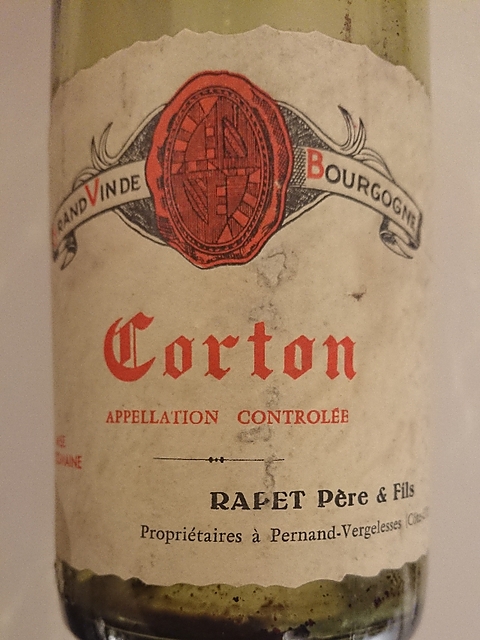 GRAND VIN DE BOURGOGNE
Corton
APPELLATION CONTROLÉE
RAPET Père & Fils
Propriétaires à Pernand-Vergelesses